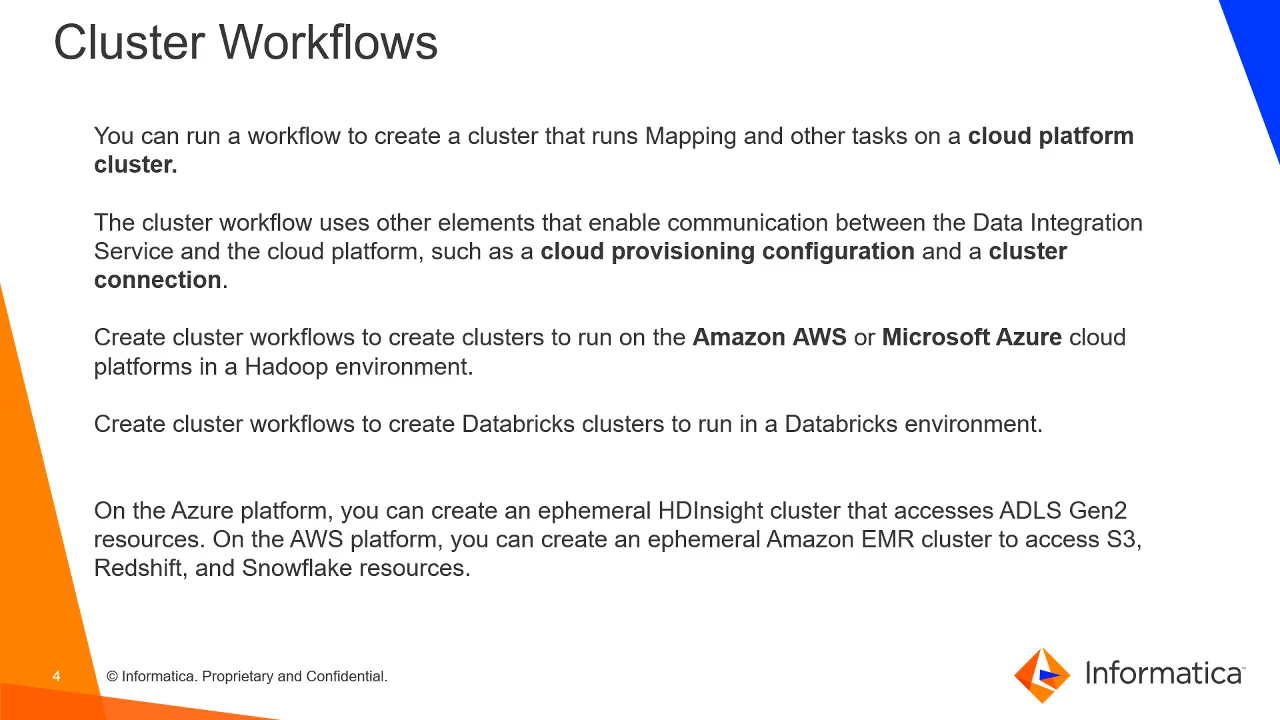 Cluster Workflows
You can run a workflow to create a cluster that runs Mapping and other tasks on a cloud platform
cluster.
The cluster workflow uses other elements that enable communication between the Data Integration
Service and the cloud platform, such as a cloud provisioning configuration and a cluster
connection.
Create cluster workflows to create clusters to run on the Amazon AWS or Microsoft Azure cloud
platforms in a Hadoop environment.
Create cluster workflows to create Databricks clusters to run in a Databricks environment.
On the Azure platform, you can create an ephemeral HDInsight cluster that accesses ADLS Gen2
resources. On the AWS platform, you can create an ephemeral Amazon EMR cluster to access S3,
Redshift, and Snowflake resources.
4 © Informatica. Proprietary and Confidential.
Informatica™